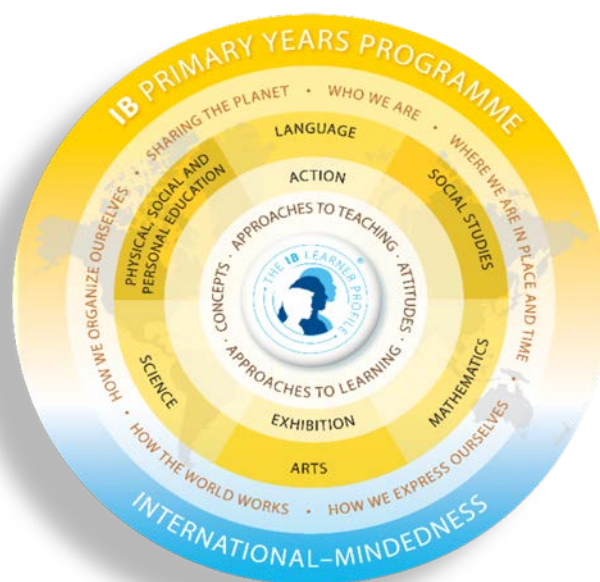 IB PRIMARY YEARS PROGRAMME
SHARING THE PLANET • WHO WE ARE • WHERE WE ARE IN PLACE AND TIME •
HOW WE EXPRESS OURSELVES • HOW THE WORLD WORKS • HOW WE ORGANIZE OURSELVES •
LANGUAGE
SOCIAL STUDIES
MATHEMATICS
ARTS
SCIENCE
PHYSICAL, SOCIAL AND
PERSONAL EDUCATION
ACTION
EXHIBITION
APPROACHES TO TEACHING · ATTITUDES ·
APPROACHES TO LEARNING · CONCEPTS ·
THE IB LEARNER PROFILE
®
INTERNATIONAL–MINDEDNESS